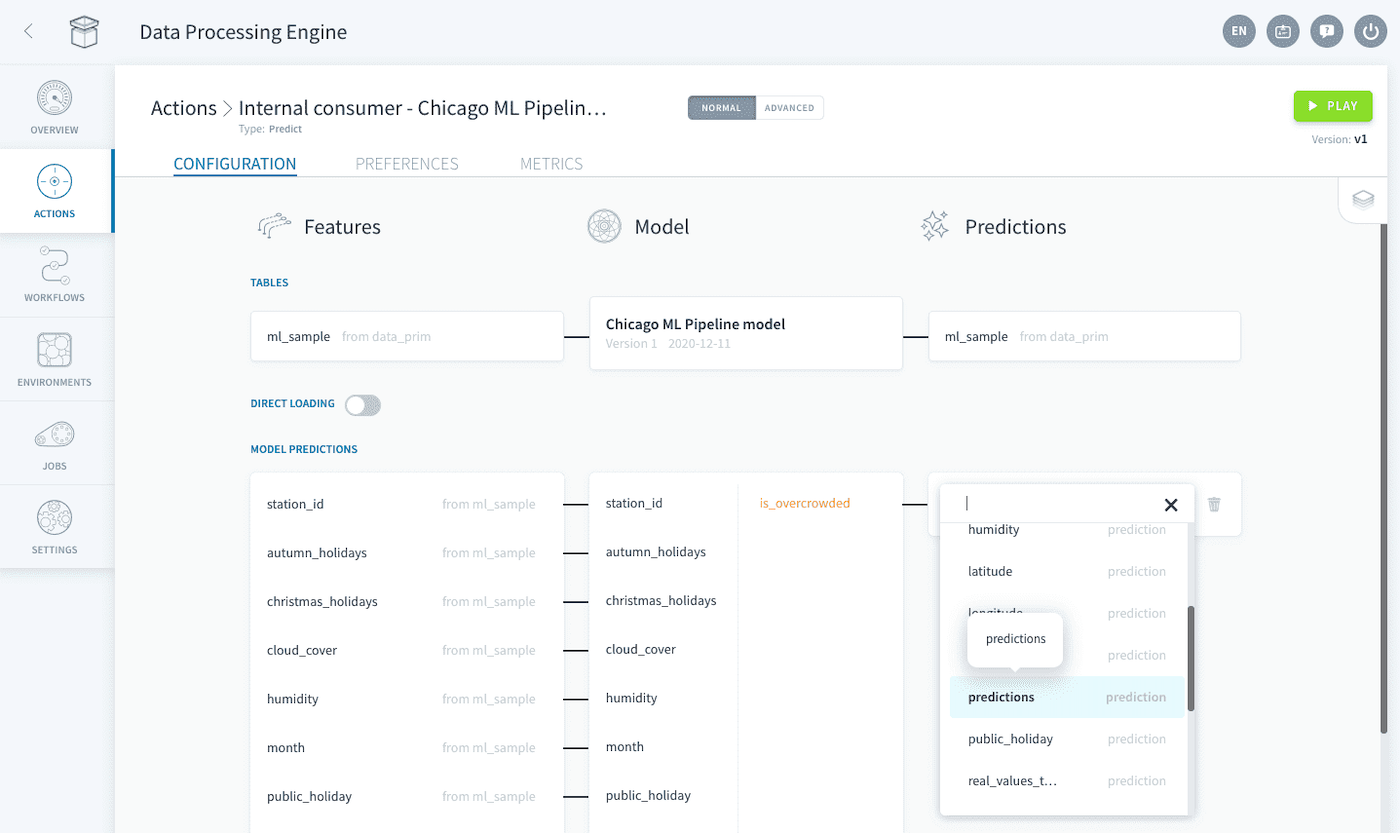 Data Processing Engine
EN
OVERVIEW
ACTIONS
WORKFLOWS
ENVIRONMENTS
JOBS
SETTINGS
Actions > Internal consumer - Chicago ML Pipelin…
Type: Predict
NORMAL ADVANCED
PLAY
Version: v1
CONFIGURATION PREFERENCES METRICS
Features Model Predictions
TABLES
ml_sample from data_prim
Chicago ML Pipeline model
Version 1 2020-12-11
ml_sample from data_prim
DIRECT LOADING
MODEL PREDICTIONS
station_id from ml_sample station_id is_overcrowded
autumn_holidays from ml_sample autumn_holidays
christmas_holidays from ml_sample christmas_holidays
cloud_cover from ml_sample cloud_cover
humidity from ml_sample humidity
month from ml_sample month
public_holiday from ml_sample public_holiday
humidity prediction
latitude prediction
longitude prediction
predictions
prediction
predictions prediction
public_holiday prediction
real_values_t… prediction